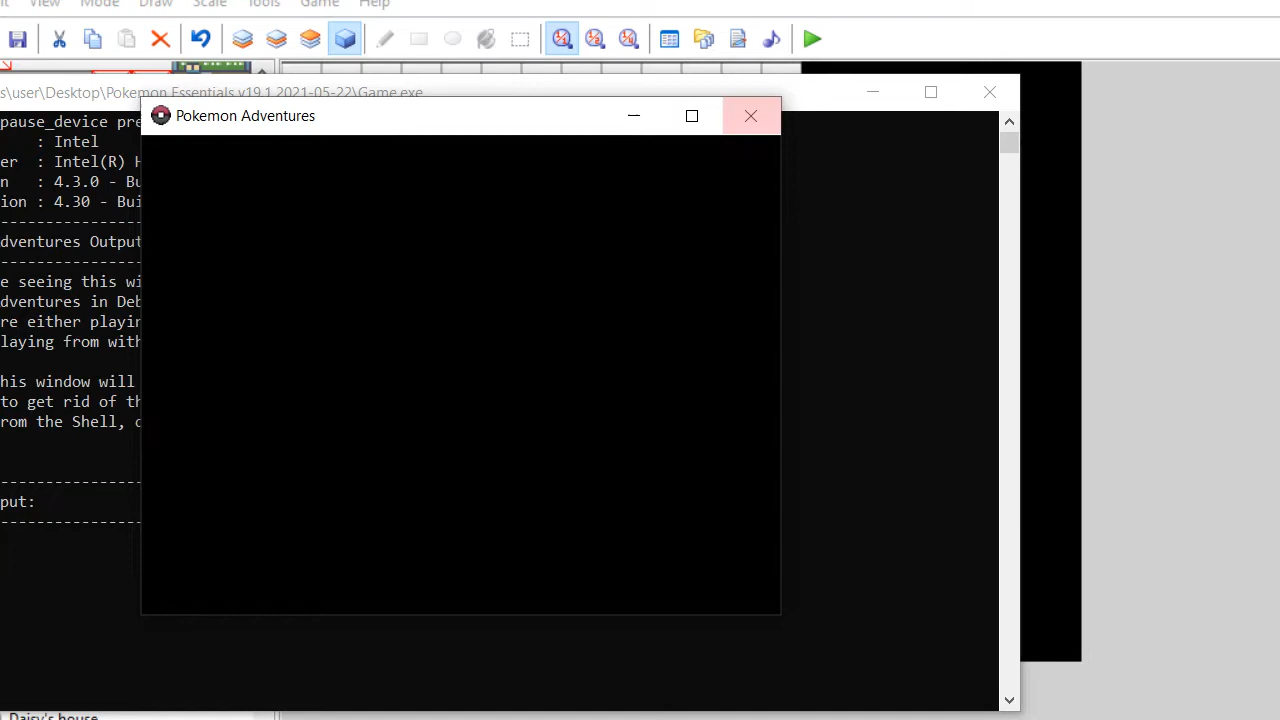 View Mode Draw Scale Tools Game Help
s\user\Desktop\Pokemon Essentials v19.1 2021-05-22\Game.exe
Pokemon Adventures
pause_device pre
: Intel
er : Intel(R) H
n : 4.3.0 - Bu
ion : 4.30 - Bui
----------------
dventures Output
----------------
e seeing this wi
dventures in Deb
re either playin
laying from with
his window will
to get rid of th
rom the Shell, o
----------------
put:
----------------
Daisy's house